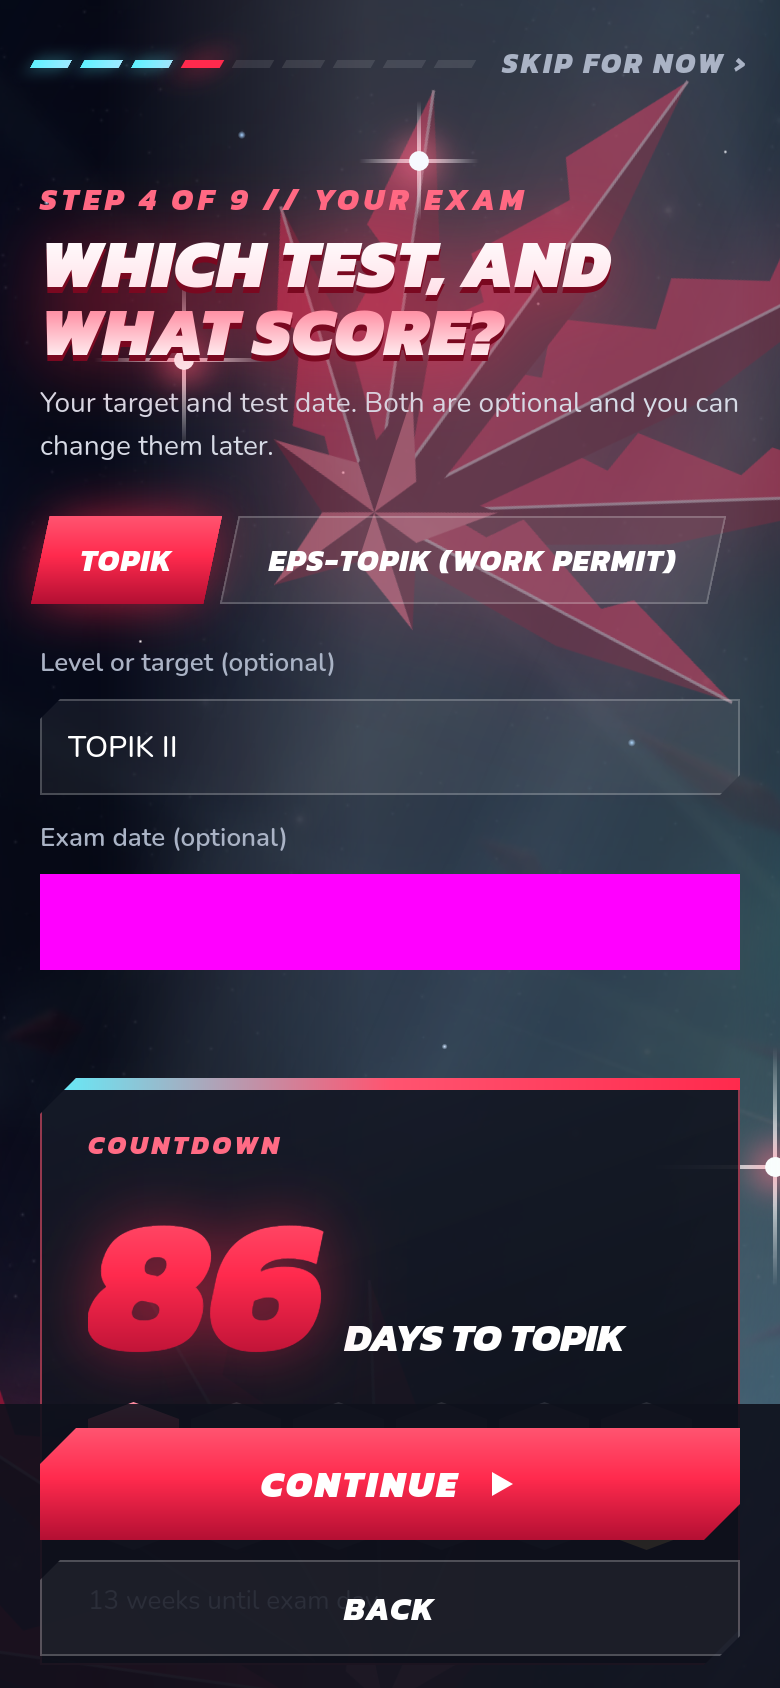 SKIP FOR NOW >
STEP 4 OF 9 // YOUR EXAM
WHICH TEST, AND
WHAT SCORE?
Your target and test date. Both are optional and you can
change them later.
TOPIK
EPS-TOPIK (WORK PERMIT)
Level or target (optional)
TOPIK II
Exam date (optional)
COUNTDOWN
86 DAYS TO TOPIK
CONTINUE
13 weeks until exam
BACK